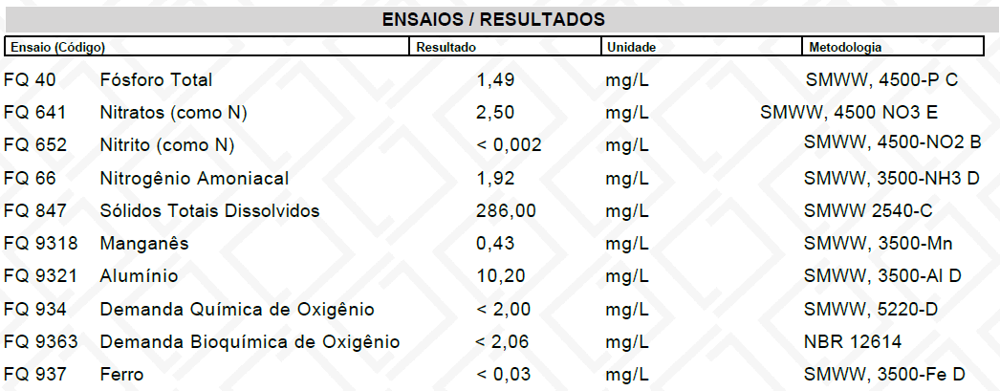 ENSAIOS / RESULTADOS
Ensaio (Código) Resultado Unidade Metodologia
FQ 40 Fósforo Total 1,49 mg/L SMWW, 4500-P C
FQ 641 Nitratos (como N) 2,50 mg/L SMWW, 4500 NO3 E
FQ 652 Nitrito (como N) < 0,002 mg/L SMWW, 4500-NO2 B
FQ 66 Nitrogênio Amoniacal 1,92 mg/L SMWW, 3500-NH3 D
FQ 847 Sólidos Totais Dissolvidos 286,00 mg/L SMWW 2540-C
FQ 9318 Manganês 0,43 mg/L SMWW, 3500-Mn
FQ 9321 Alumínio 10,20 mg/L SMWW, 3500-Al D
FQ 934 Demanda Química de Oxigênio < 2,00 mg/L SMWW, 5220-D
FQ 9363 Demanda Bioquímica de Oxigênio < 2,06 mg/L NBR 12614
FQ 937 Ferro < 0,03 mg/L SMWW, 3500-Fe D